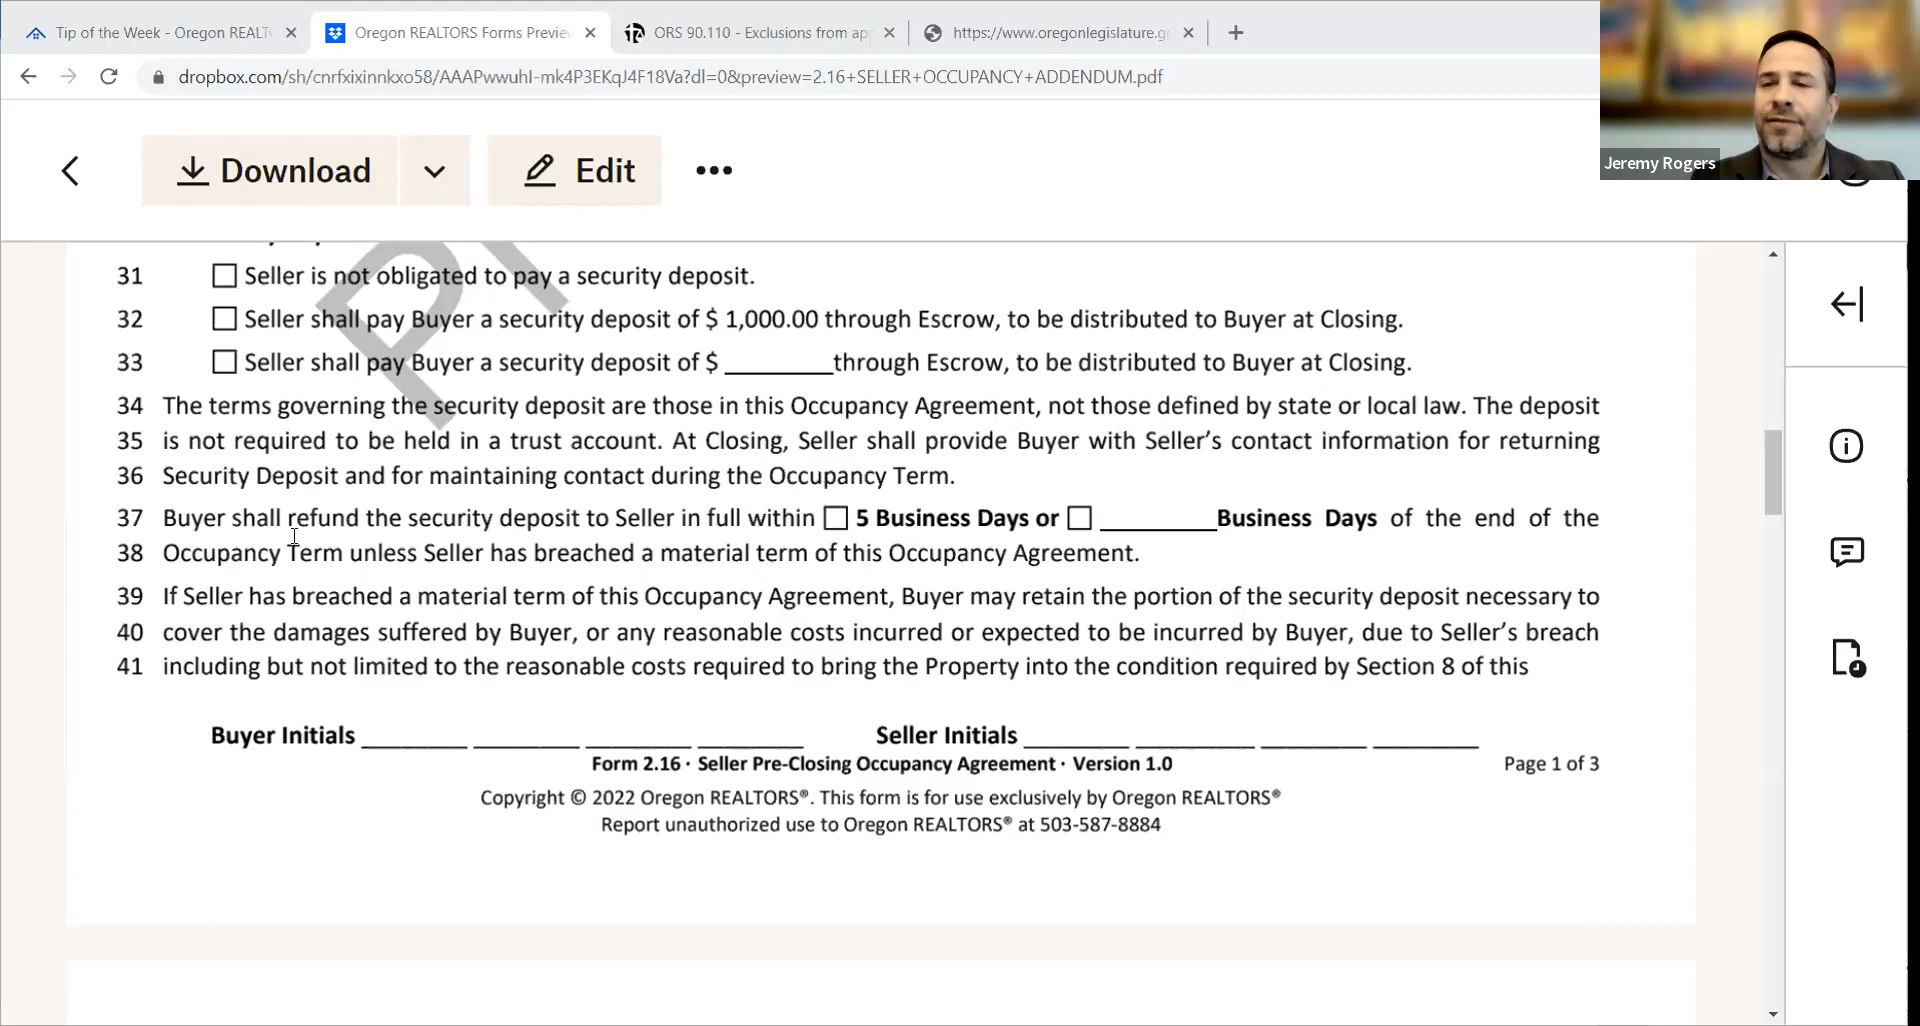 Tip of the Week - Oregon REALT
Oregon REALTORS Forms Preview
ORS 90.110 - Exclusions from ap
https://www.oregonlegislature.g
dropbox.com/sh/cnrfxixinnkxo58/AAAPwwuhI-mk4P3EKqJ4F18Va?dl=0&preview=2.16+SELLER+OCCUPANCY+ADDENDUM.pdf
Jeremy Rogers
Download
Edit
31 Seller is not obligated to pay a security deposit.
32 Seller shall pay Buyer a security deposit of $ 1,000.00 through Escrow, to be distributed to Buyer at Closing.
33 Seller shall pay Buyer a security deposit of $ ________through Escrow, to be distributed to Buyer at Closing.
34 The terms governing the security deposit are those in this Occupancy Agreement, not those defined by state or local law. The deposit
35 is not required to be held in a trust account. At Closing, Seller shall provide Buyer with Seller's contact information for returning
36 Security Deposit and for maintaining contact during the Occupancy Term.
37 Buyer shall refund the security deposit to Seller in full within 5 Business Days or _________Business Days of the end of the
38 Occupancy Term unless Seller has breached a material term of this Occupancy Agreement.
39 If Seller has breached a material term of this Occupancy Agreement, Buyer may retain the portion of the security deposit necessary to
40 cover the damages suffered by Buyer, or any reasonable costs incurred or expected to be incurred by Buyer, due to Seller's breach
41 including but not limited to the reasonable costs required to bring the Property into the condition required by Section 8 of this
Buyer Initials ________ ________ ________ ________ Seller Initials ________ ________ ________ ________
Form 2.16 · Seller Pre-Closing Occupancy Agreement · Version 1.0 Page 1 of 3
Copyright © 2022 Oregon REALTORS®. This form is for use exclusively by Oregon REALTORS®
Report unauthorized use to Oregon REALTORS® at 503-587-8884